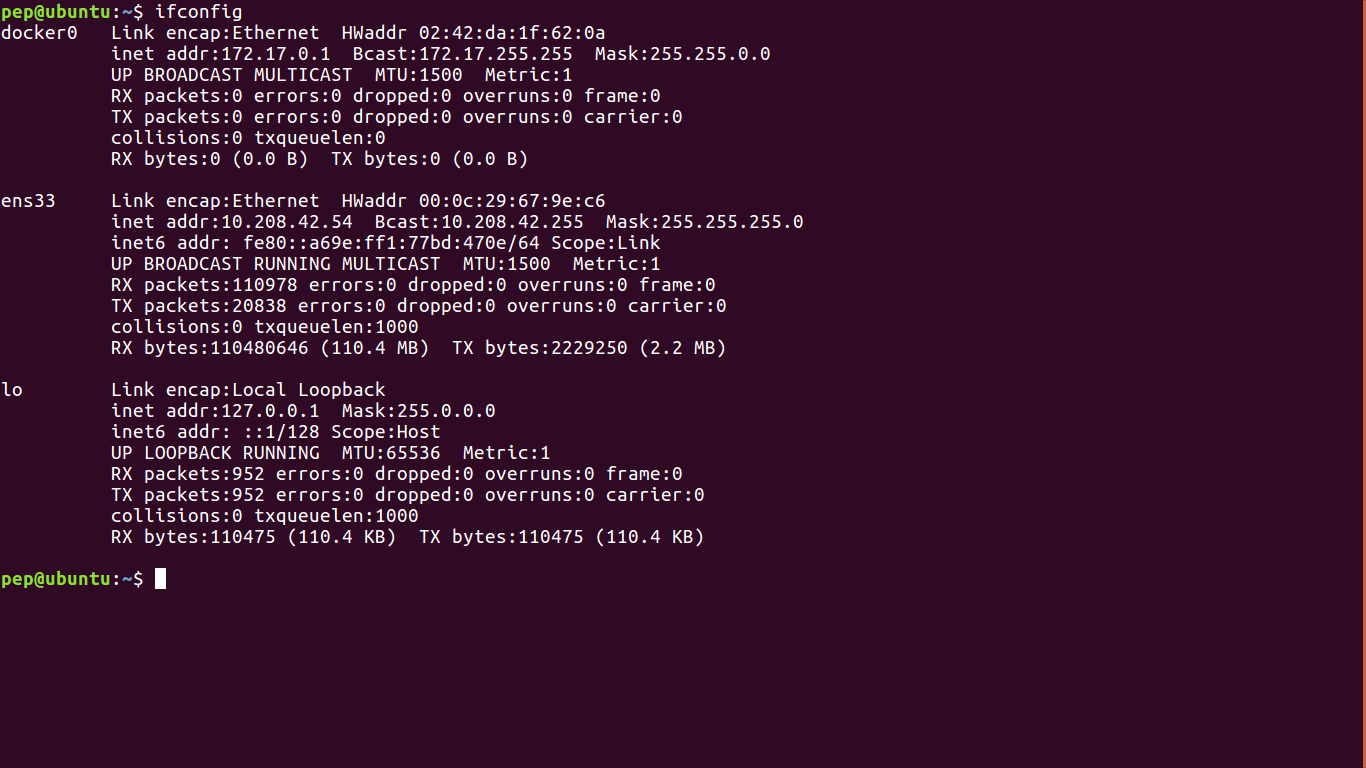 pep@ubuntu:~$ ifconfig
docker0   Link encap:Ethernet  HWaddr 02:42:da:1f:62:0a
          inet addr:172.17.0.1  Bcast:172.17.255.255  Mask:255.255.0.0
          UP BROADCAST MULTICAST  MTU:1500  Metric:1
          RX packets:0 errors:0 dropped:0 overruns:0 frame:0
          TX packets:0 errors:0 dropped:0 overruns:0 carrier:0
          collisions:0 txqueuelen:0
          RX bytes:0 (0.0 B)  TX bytes:0 (0.0 B)

ens33     Link encap:Ethernet  HWaddr 00:0c:29:67:9e:c6
          inet addr:10.208.42.54  Bcast:10.208.42.255  Mask:255.255.255.0
          inet6 addr: fe80::a69e:ff1:77bd:470e/64 Scope:Link
          UP BROADCAST RUNNING MULTICAST  MTU:1500  Metric:1
          RX packets:110978 errors:0 dropped:0 overruns:0 frame:0
          TX packets:20838 errors:0 dropped:0 overruns:0 carrier:0
          collisions:0 txqueuelen:1000
          RX bytes:110480646 (110.4 MB)  TX bytes:2229250 (2.2 MB)

lo        Link encap:Local Loopback
          inet addr:127.0.0.1  Mask:255.0.0.0
          inet6 addr: ::1/128 Scope:Host
          UP LOOPBACK RUNNING  MTU:65536  Metric:1
          RX packets:952 errors:0 dropped:0 overruns:0 frame:0
          TX packets:952 errors:0 dropped:0 overruns:0 carrier:0
          collisions:0 txqueuelen:1000
          RX bytes:110475 (110.4 KB)  TX bytes:110475 (110.4 KB)

pep@ubuntu:~$